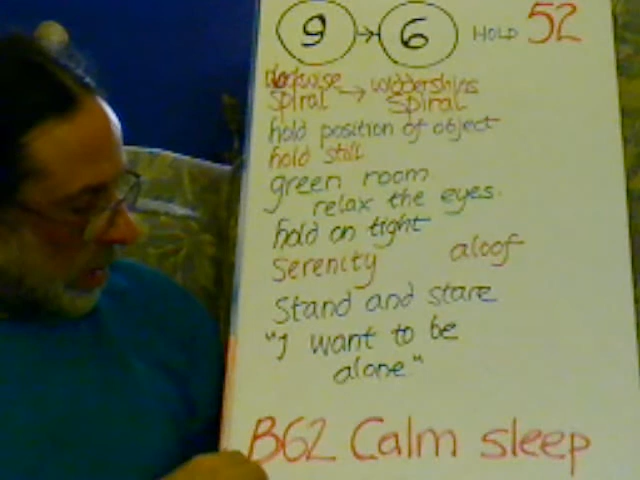 9 → 6 HOLD 52
clockwise → widdershins
spiral spiral
hold position of object
hold still
green room
relax the eyes.
hold on tight
Serenity aloof
Stand and stare
"I want to be
alone"
B62 Calm sleep